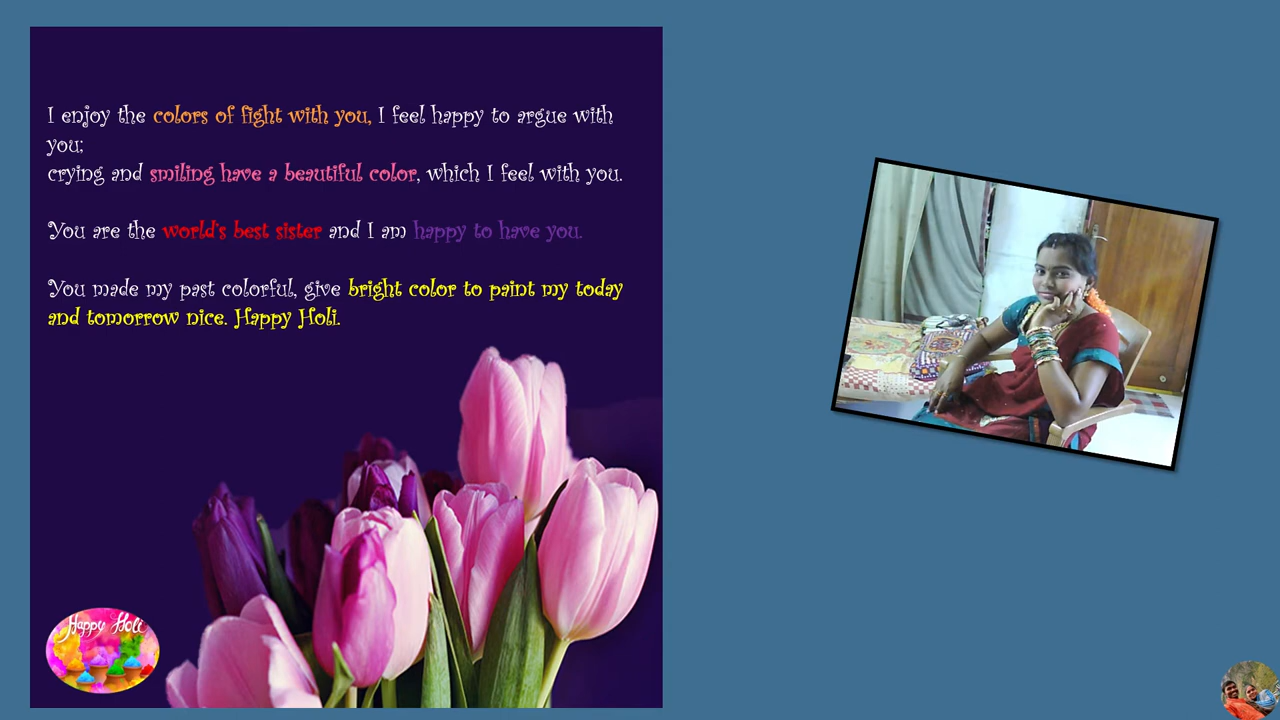 I enjoy the colors of fight with you, I feel happy to argue with
you;
crying and smiling have a beautiful color, which I feel with you.
You are the world's best sister and I am happy to have you.
You made my past colorful, give bright color to paint my today
and tomorrow nice. Happy Holi.
Happy Holi